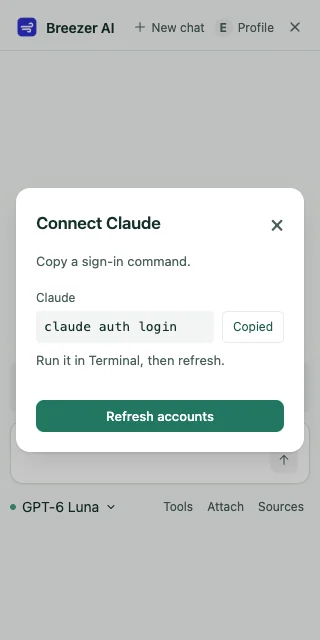 Breezer AI
New chat
E
Profile
Connect Claude
Copy a sign-in command.
Claude
claude auth login
Copied
Run it in Terminal, then refresh.
Refresh accounts
GPT-6 Luna
Tools
Attach
Sources